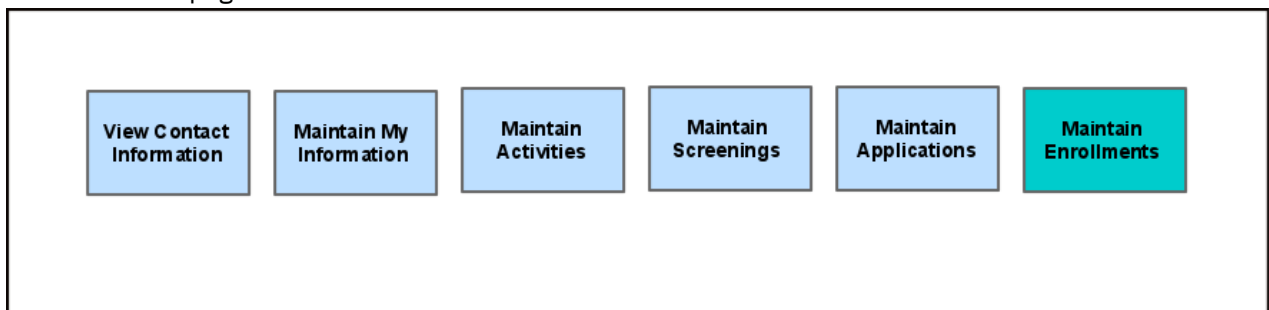 View Contact
Information
Maintain My
Information
Maintain
Activities
Maintain
Screenings
Maintain
Applications
Maintain
Enrollments